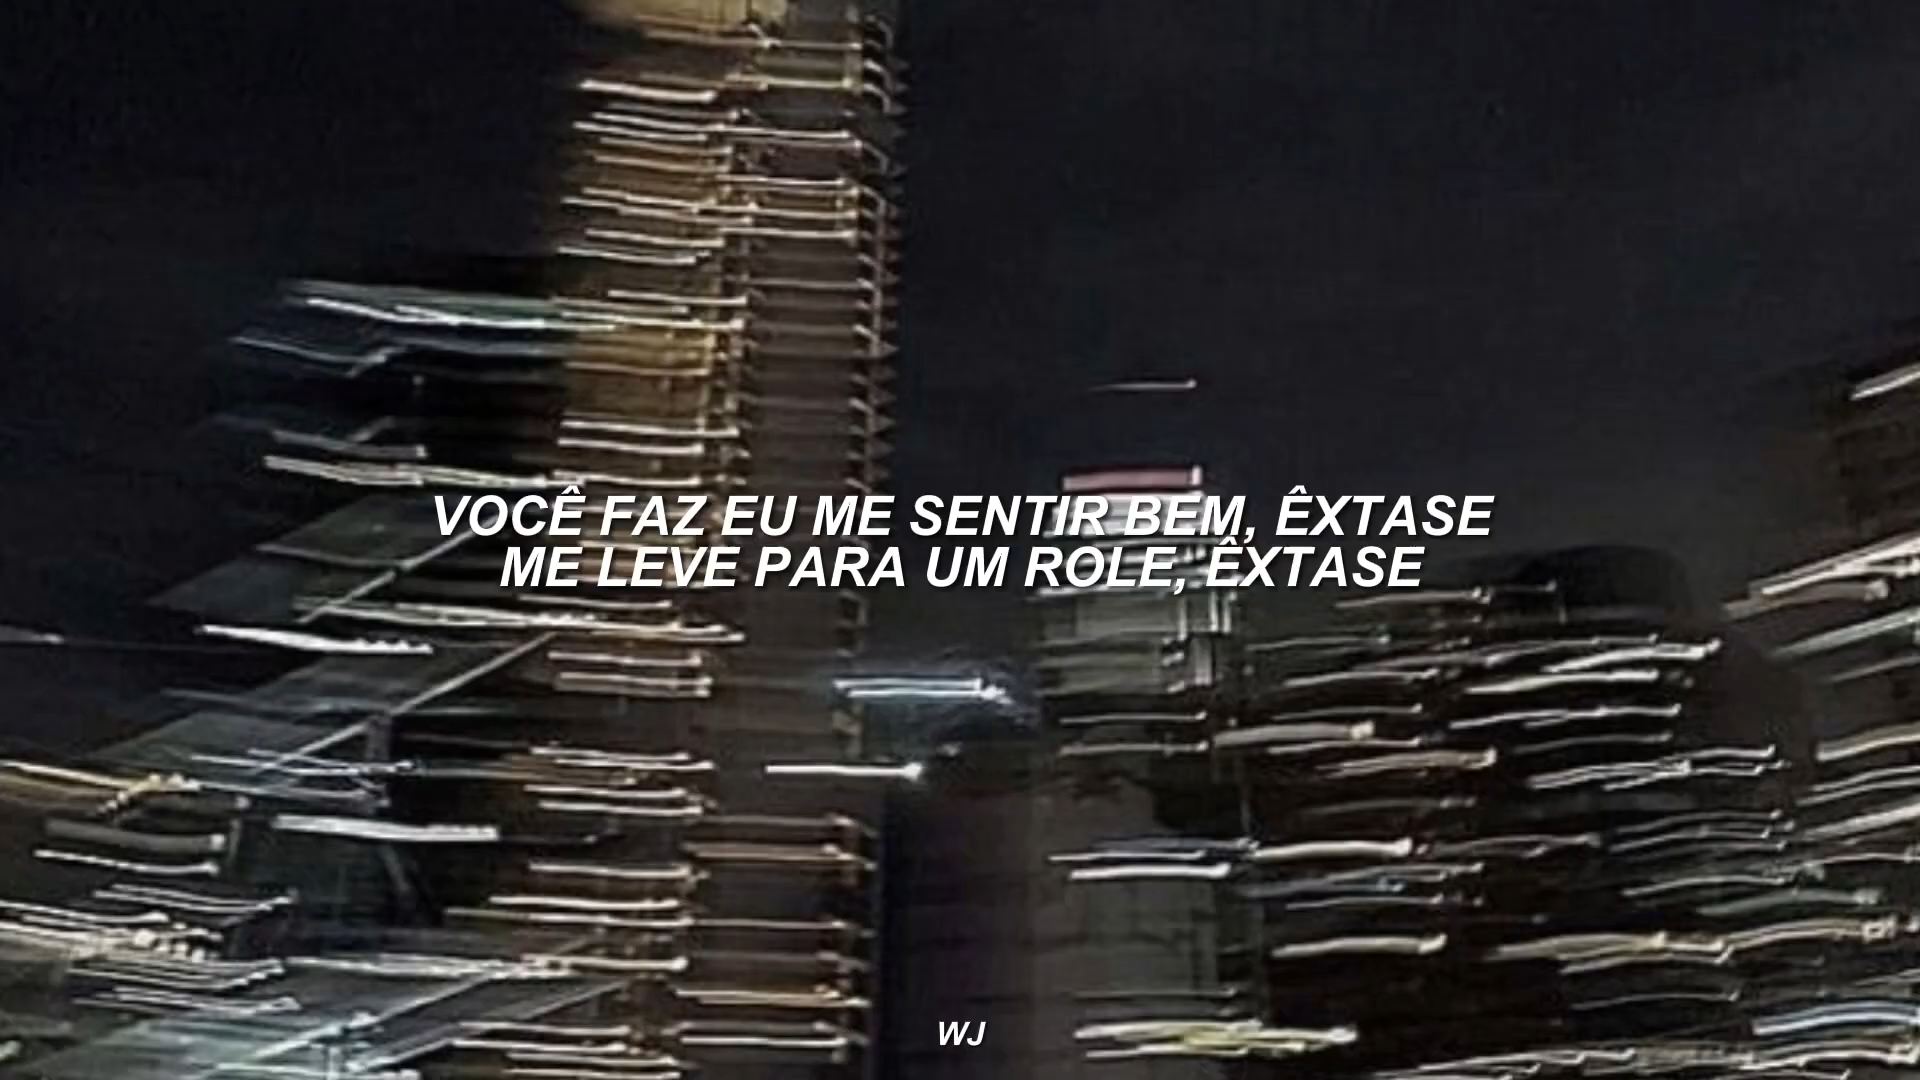 VOCÊ FAZ EU ME SENTIR BEM, ÊXTASE
ME LEVE PARA UM ROLE, ÊXTASE
WJ